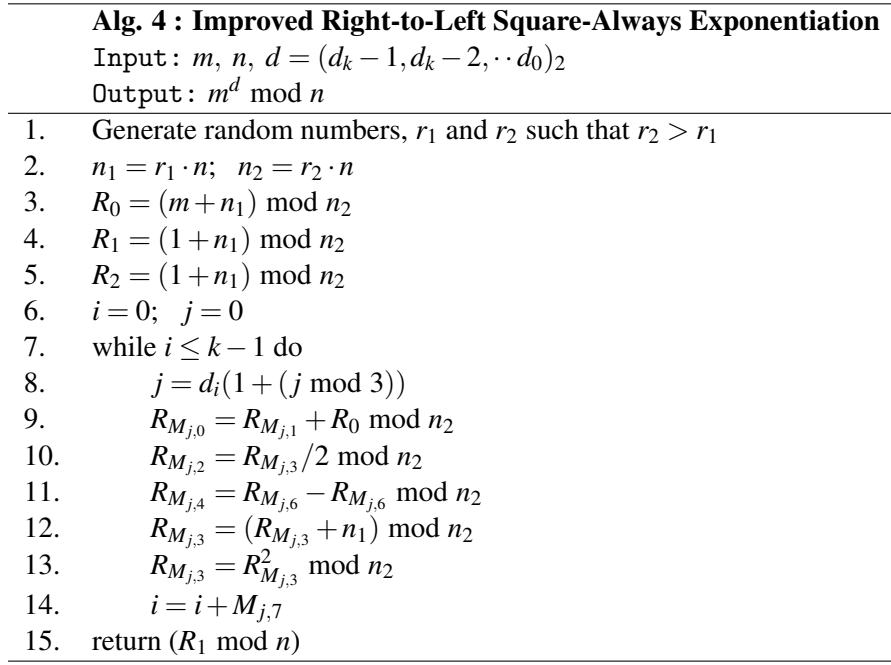 Alg. 4 : Improved Right-to-Left Square-Always Exponentiation
Input: m, n, d = (d_k − 1, d_k − 2, ·· d_0)_2
Output: m^d mod n
1. Generate random numbers, r_1 and r_2 such that r_2 > r_1
2. n_1 = r_1 · n; n_2 = r_2 · n
3. R_0 = (m + n_1) mod n_2
4. R_1 = (1 + n_1) mod n_2
5. R_2 = (1 + n_1) mod n_2
6. i = 0; j = 0
7. while i ≤ k − 1 do
8. j = d_i(1 + (j mod 3))
9. R_{M_{j,0}} = R_{M_{j,1}} + R_0 mod n_2
10. R_{M_{j,2}} = R_{M_{j,3}}/2 mod n_2
11. R_{M_{j,4}} = R_{M_{j,6}} − R_{M_{j,6}} mod n_2
12. R_{M_{j,3}} = (R_{M_{j,3}} + n_1) mod n_2
13. R_{M_{j,3}} = R^2_{M_{j,3}} mod n_2
14. i = i + M_{j,7}
15. return (R_1 mod n)